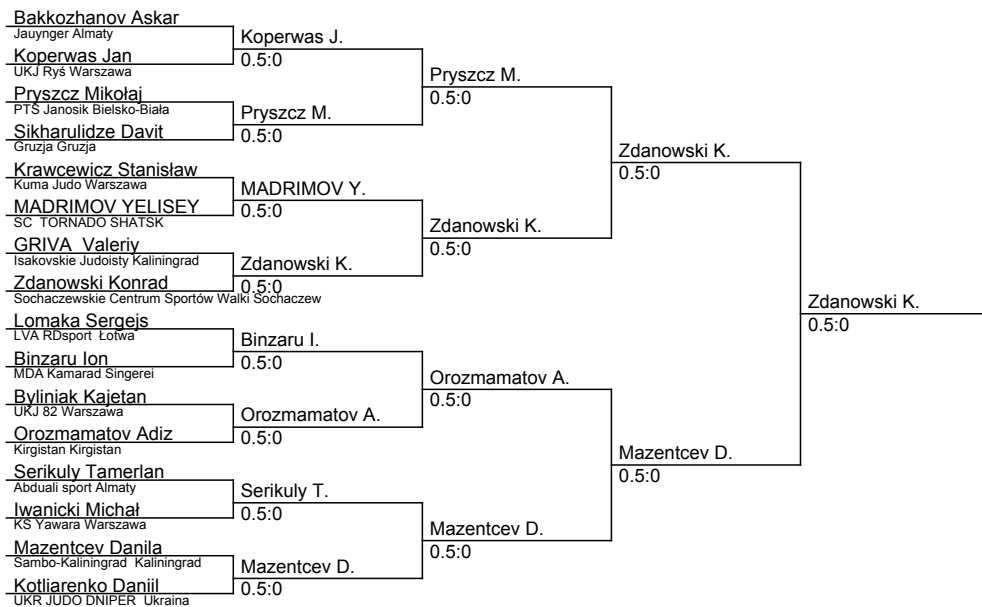 Bakkozhanov Askar
Jauynger Almaty
Koperwas Jan
UKJ Ryś Warszawa
Pryszcz Mikołaj
PTS Janosik Bielsko-Biała
Sikharulidze Davit
Gruzja Gruzja
Krawcewicz Stanisław
Kuma Judo Warszawa
MADRIMOV YELISEY
SC TORNADO SHATSK
GRIVA Valeriy
Isakovskie Judoisty Kaliningrad
Zdanowski Konrad
Sochaczewskie Centrum Sportów Walki Sochaczew
Lomaka Sergejs
LVA RDsport Łotwa
Binzaru Ion
MDA Kamarad Singerei
Byliniak Kajetan
UKJ 82 Warszawa
Orozmamatov Adiz
Kirgistan Kirgistan
Serikuly Tamerlan
Abduali sport Almaty
Iwanicki Michał
KS Yawara Warszawa
Mazentcev Danila
Sambo-Kaliningrad Kaliningrad
Kotliarenko Daniil
UKR JUDO DNIPER Ukraina
Koperwas J.
0.5:0
Pryszcz M.
0.5:0
MADRIMOV Y.
0.5:0
Zdanowski K.
0.5:0
Binzaru I.
0.5:0
Orozmamatov A.
0.5:0
Serikuly T.
0.5:0
Mazentcev D.
0.5:0
Pryszcz M.
0.5:0
Zdanowski K.
0.5:0
Orozmamatov A.
0.5:0
Mazentcev D.
0.5:0
Zdanowski K.
0.5:0
Mazentcev D.
0.5:0
Zdanowski K.
0.5:0